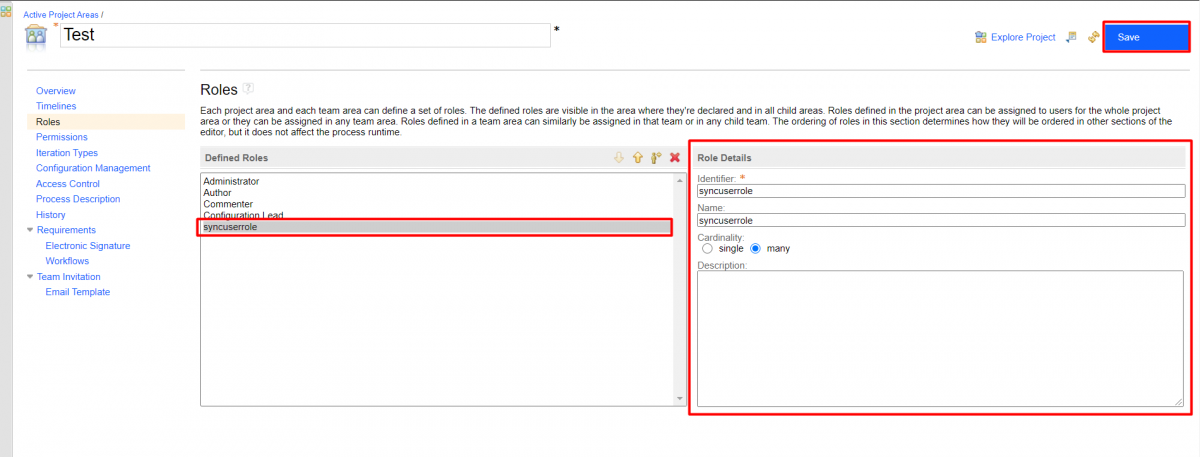 Active Project Areas /
* Test *
Explore Project Save
Overview
Timelines
Roles
Permissions
Iteration Types
Configuration Management
Access Control
Process Description
History
Requirements
Electronic Signature
Workflows
Team Invitation
Email Template
Roles ?
Each project area and each team area can define a set of roles. The defined roles are visible in the area where they're declared and in all child areas. Roles defined in the project area can be assigned to users for the whole project
area or they can be assigned in any team area. Roles defined in a team area can similarly be assigned in that team or in any child team. The ordering of roles in this section determines how they will be ordered in other sections of the
editor, but it does not affect the process runtime.
Defined Roles
Administrator
Author
Commenter
Configuration Lead
syncuserrole
Role Details
Identifier: *
syncuserrole
Name:
syncuserrole
Cardinality:
single many
Description: